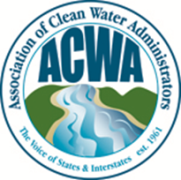 Association of Clean Water Administrators
ACWA
The Voice of States & Interstates est. 1961